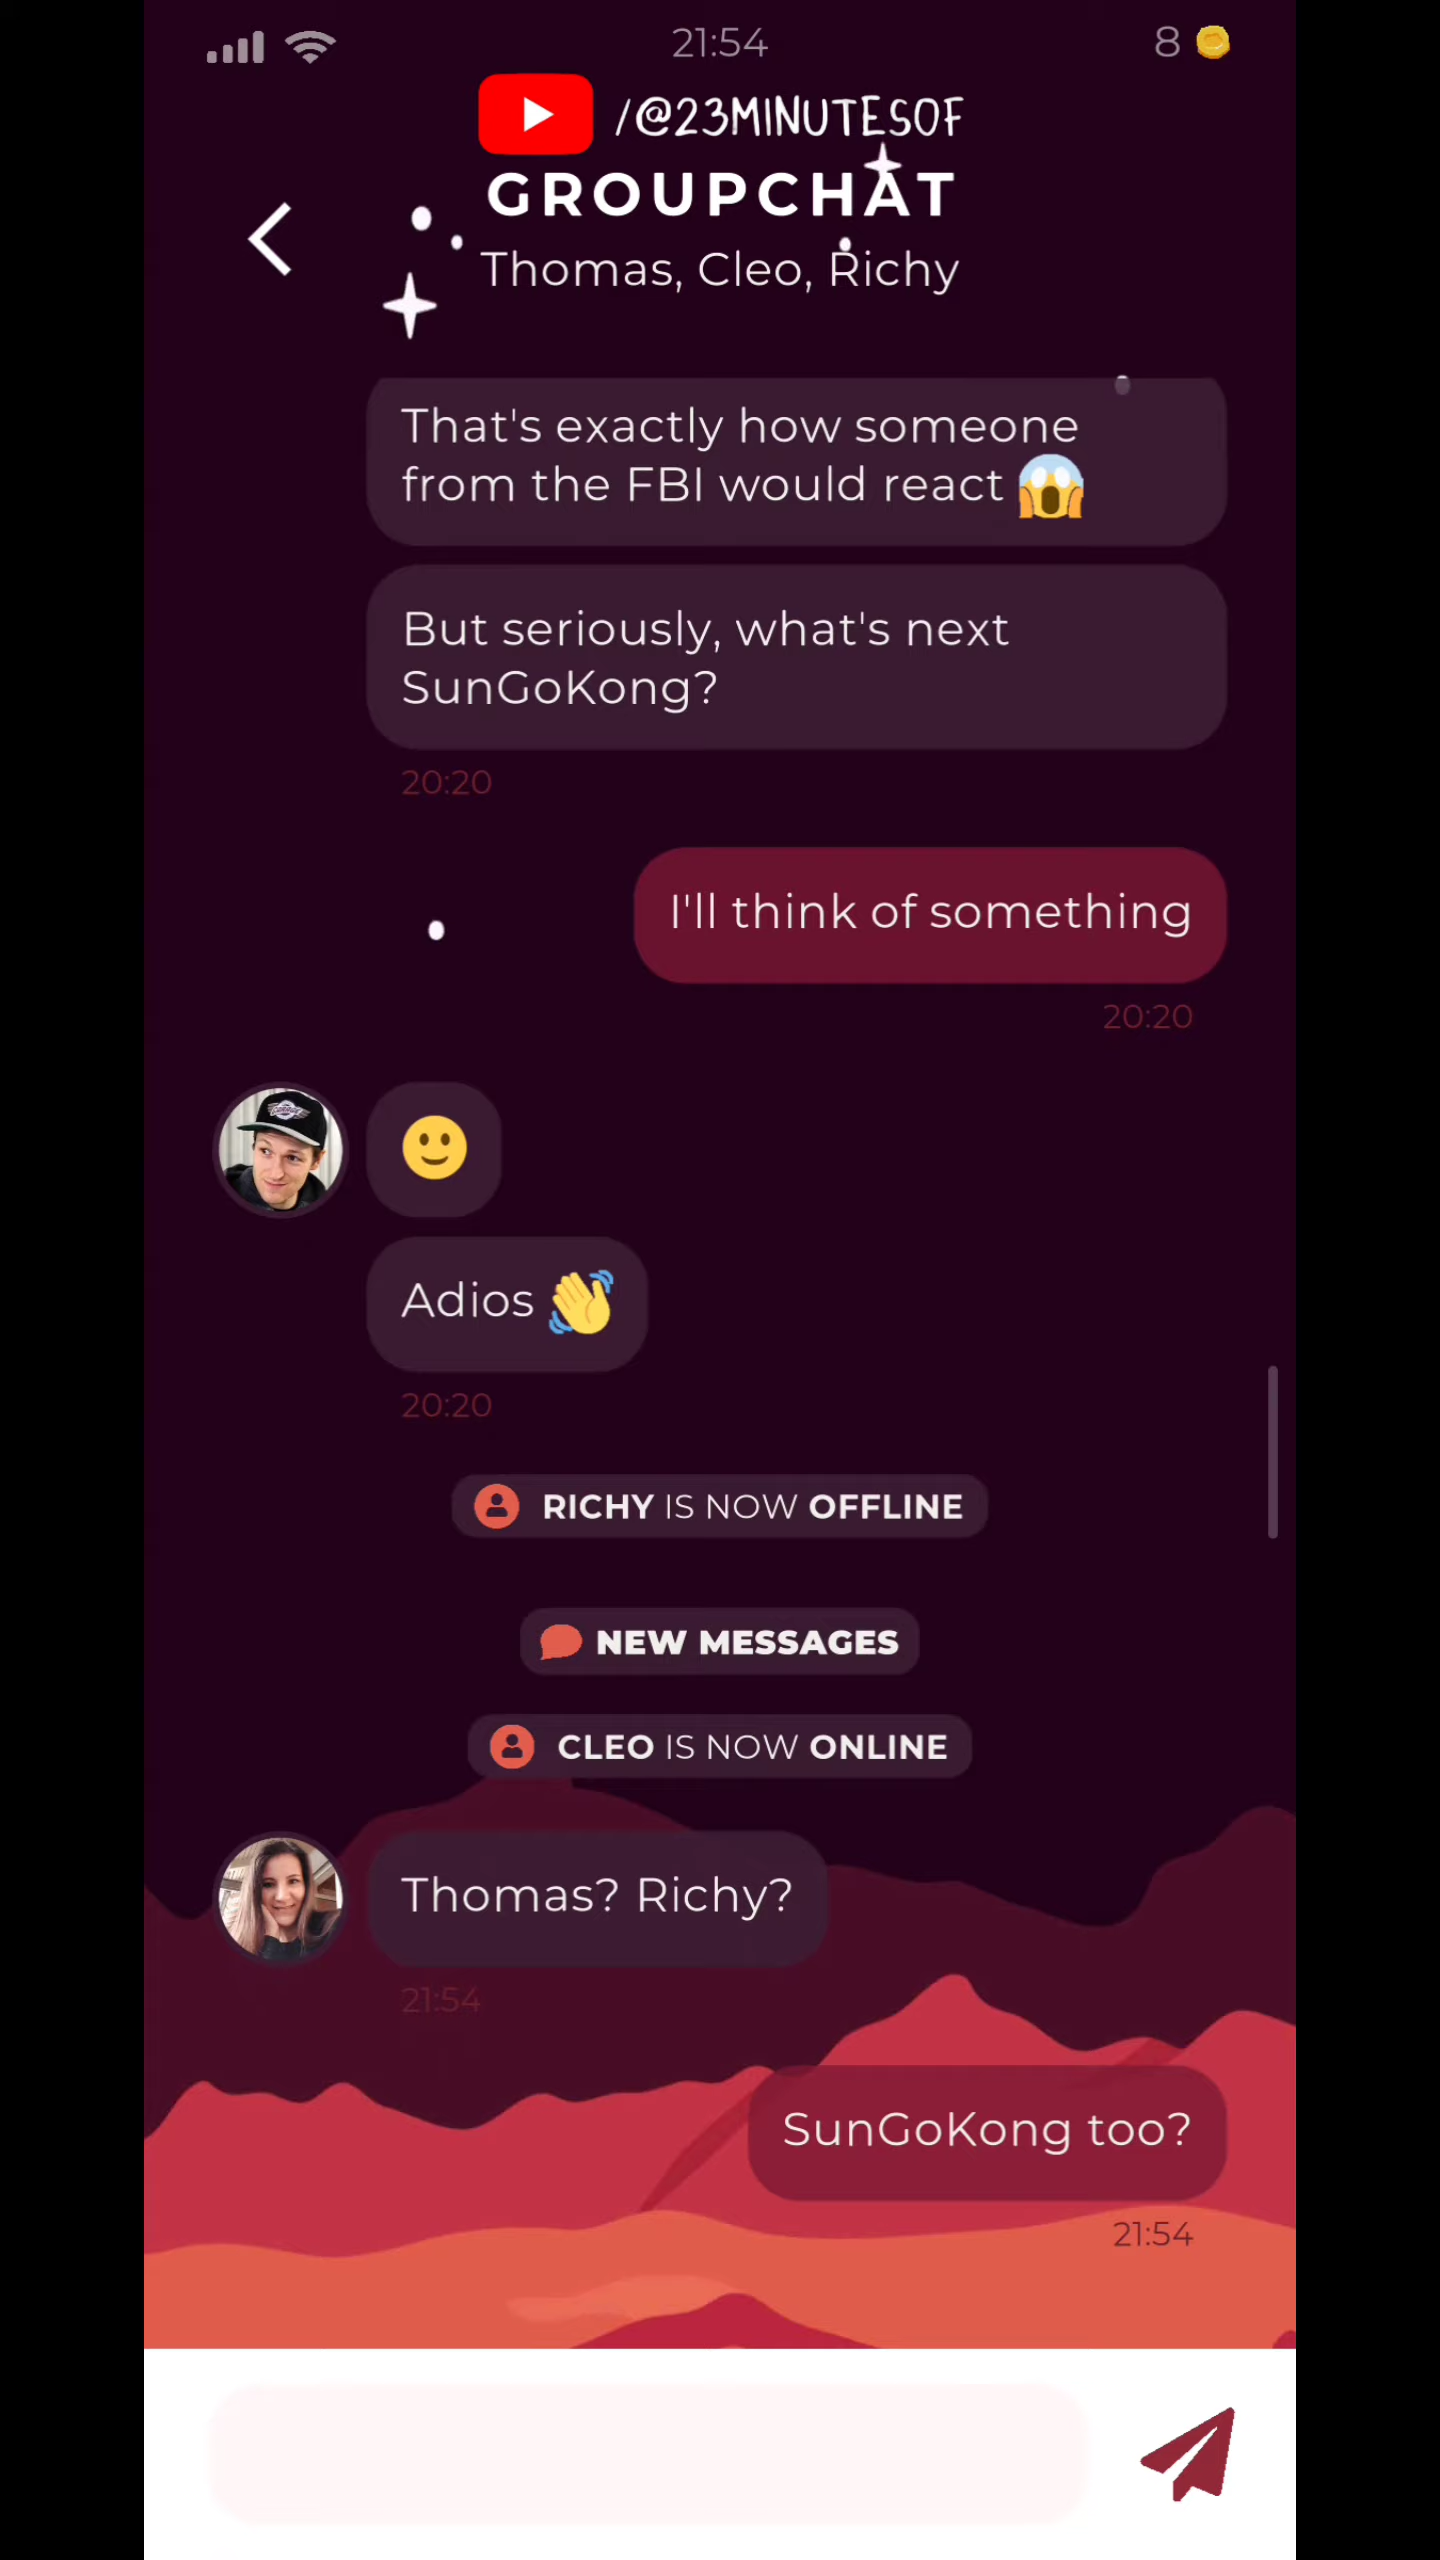 21:54
8
/@23MINUTESOF
GROUPCHAT
Thomas, Cleo, Richy
That's exactly how someone
from the FBI would react 😱
But seriously, what's next
SunGoKong?
20:20
I'll think of something
20:20
🙂
Adios 👋
20:20
RICHY IS NOW OFFLINE
NEW MESSAGES
CLEO IS NOW ONLINE
Thomas? Richy?
21:54
SunGoKong too?
21:54